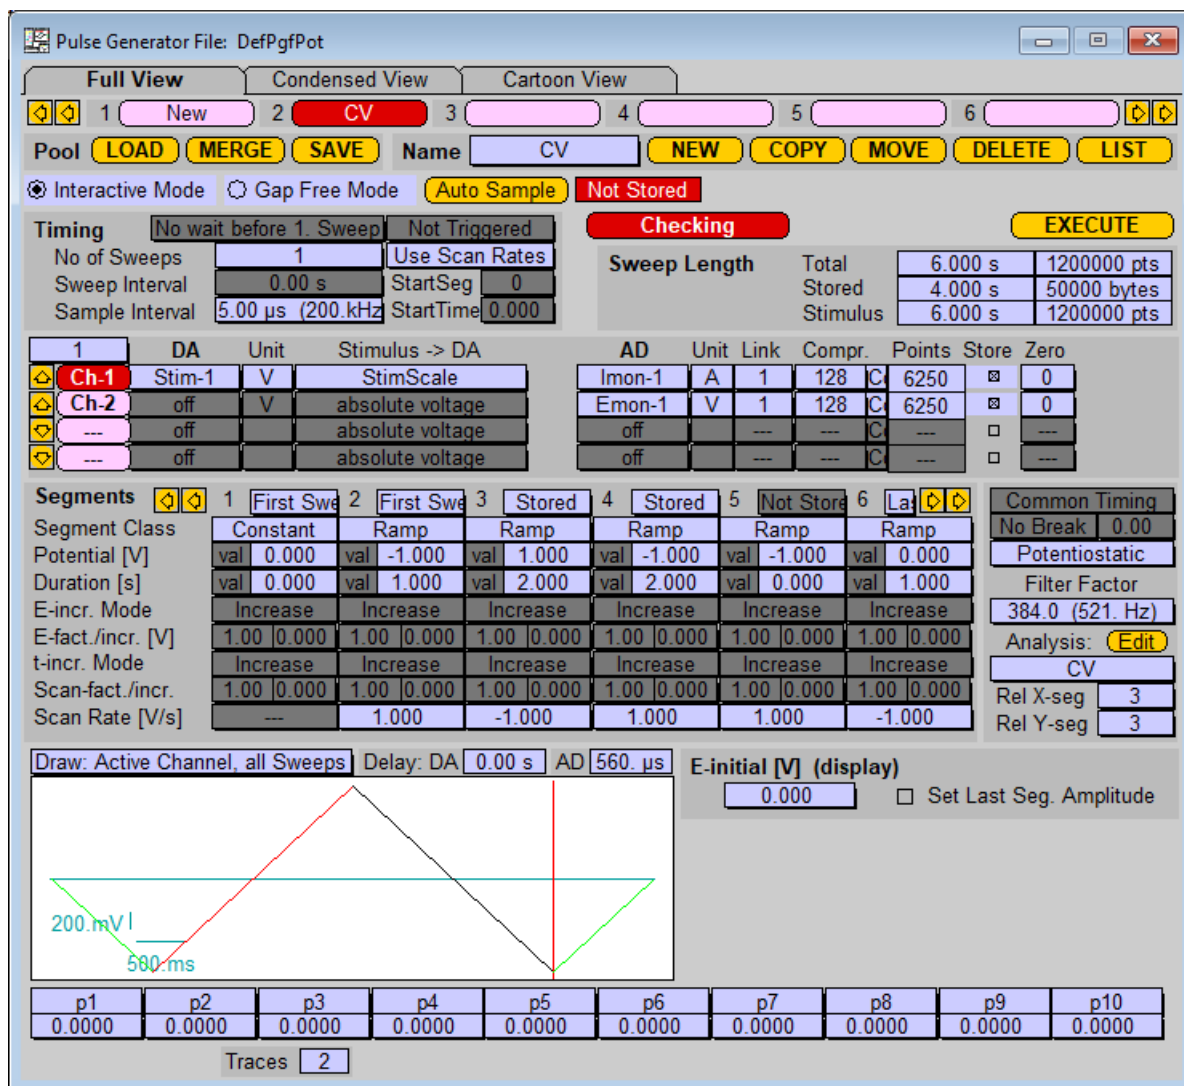 Pulse Generator File: DefPgfPot
Full View Condensed View Cartoon View
1 New 2 CV 3 4 5 6
Pool LOAD MERGE SAVE Name CV NEW COPY MOVE DELETE LIST
Interactive Mode Gap Free Mode Auto Sample Not Stored
Timing No wait before 1. Sweep Not Triggered Checking EXECUTE
No of Sweeps 1 Use Scan Rates Sweep Length Total 6.000 s 1200000 pts
Sweep Interval 0.00 s StartSeg 0 Stored 4.000 s 50000 bytes
Sample Interval 5.00 µs (200.kHz StartTime 0.000 Stimulus 6.000 s 1200000 pts
1 DA Unit Stimulus -> DA AD Unit Link Compr. Points Store Zero
Ch-1 Stim-1 V StimScale Imon-1 A 1 128 C 6250 0
Ch-2 off V absolute voltage Emon-1 V 1 128 C 6250 0
--- off absolute voltage off --- --- C --- ---
--- off absolute voltage off --- --- C --- ---
Segments 1 First Swe 2 First Swe 3 Stored 4 Stored 5 Not Store 6 Las
Segment Class Constant Ramp Ramp Ramp Ramp Ramp
Potential [V] val 0.000 val -1.000 val 1.000 val -1.000 val -1.000 val 0.000
Duration [s] val 0.000 val 1.000 val 2.000 val 2.000 val 0.000 val 1.000
E-incr. Mode Increase Increase Increase Increase Increase Increase
E-fact./incr. [V] 1.00 0.000 1.00 0.000 1.00 0.000 1.00 0.000 1.00 0.000 1.00 0.000
t-incr. Mode Increase Increase Increase Increase Increase Increase
Scan-fact./incr. 1.00 0.000 1.00 0.000 1.00 0.000 1.00 0.000 1.00 0.000 1.00 0.000
Scan Rate [V/s] --- 1.000 -1.000 1.000 1.000 -1.000
Common Timing
No Break 0.00
Potentiostatic
Filter Factor
384.0 (521. Hz)
Analysis: Edit
CV
Rel X-seg 3
Rel Y-seg 3
Draw: Active Channel, all Sweeps Delay: DA 0.00 s AD 560. µs
E-initial [V] (display)
0.000 Set Last Seg. Amplitude
200.mV
500.ms
p1 p2 p3 p4 p5 p6 p7 p8 p9 p10
0.0000 0.0000 0.0000 0.0000 0.0000 0.0000 0.0000 0.0000 0.0000 0.0000
Traces 2